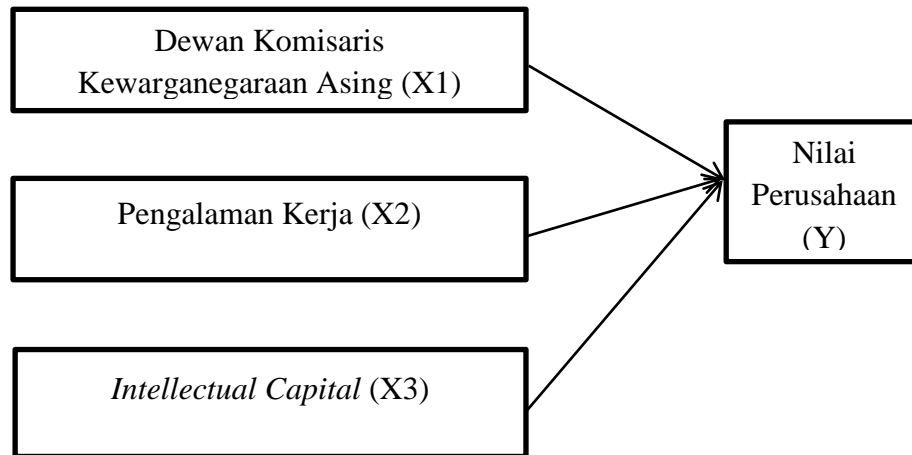 Dewan Komisaris
Kewarganegaraan Asing (X1)
Pengalaman Kerja (X2)
Intellectual Capital (X3)
Nilai
Perusahaan
(Y)